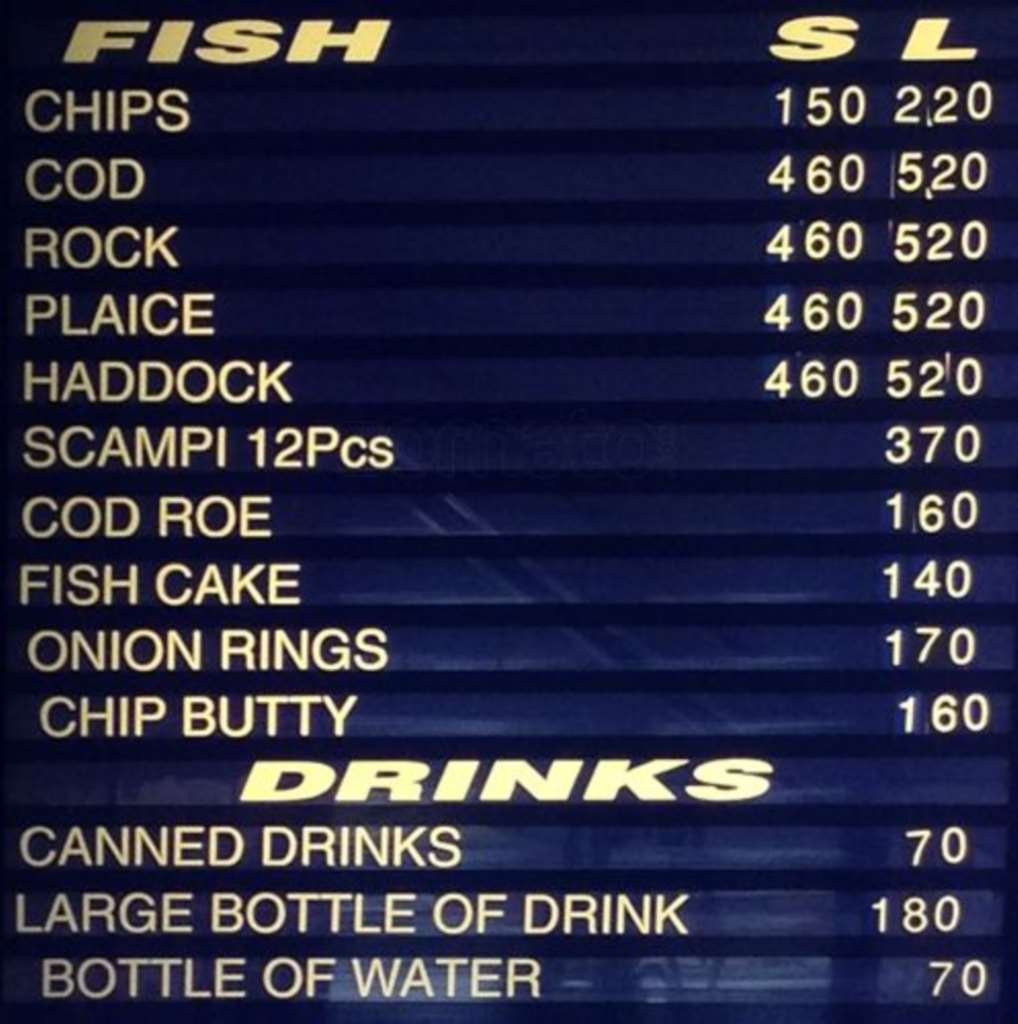 FISH S L
CHIPS 150 220
COD 460 520
ROCK 460 520
PLAICE 460 520
HADDOCK 460 520
SCAMPI 12Pcs 370
COD ROE 160
FISH CAKE 140
ONION RINGS 170
CHIP BUTTY 160
DRINKS
CANNED DRINKS 70
LARGE BOTTLE OF DRINK 180
BOTTLE OF WATER 70